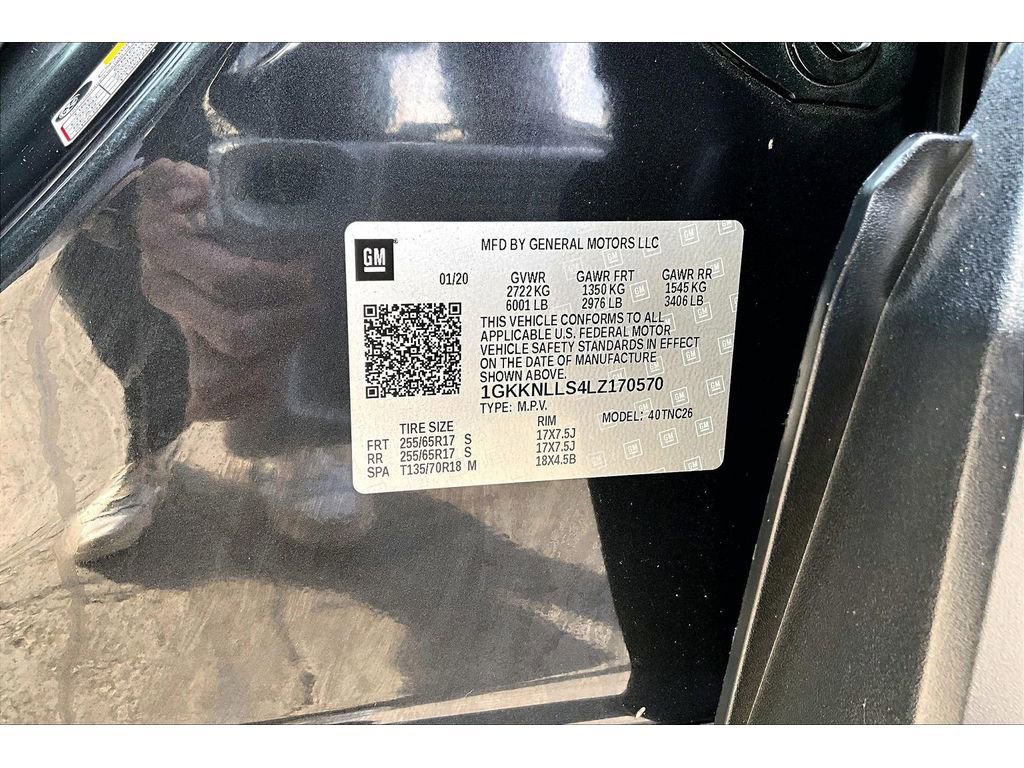 GM
MFD BY GENERAL MOTORS LLC
01/20 GVWR GAWR FRT GAWR RR
2722 KG 1350 KG 1545 KG
6001 LB 2976 LB 3406 LB
THIS VEHICLE CONFORMS TO ALL
APPLICABLE U.S. FEDERAL MOTOR
VEHICLE SAFETY STANDARDS IN EFFECT
ON THE DATE OF MANUFACTURE
SHOWN ABOVE.
1GKKNLLS4LZ170570
TYPE: M.P.V. MODEL: 40TNC26
TIRE SIZE RIM
FRT 255/65R17 S 17X7.5J
RR 255/65R17 S 17X7.5J
SPA T135/70R18 M 18X4.5B